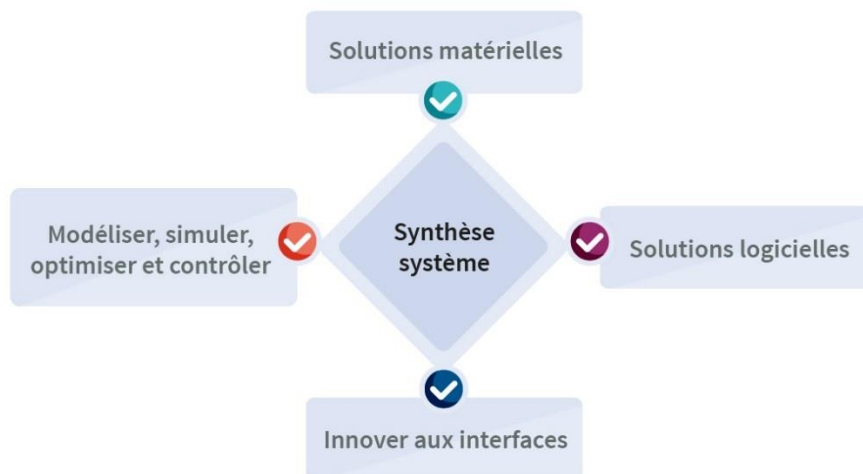 Solutions matérielles
Modéliser, simuler,
optimiser et contrôler
Synthèse
système
Solutions logicielles
Innover aux interfaces